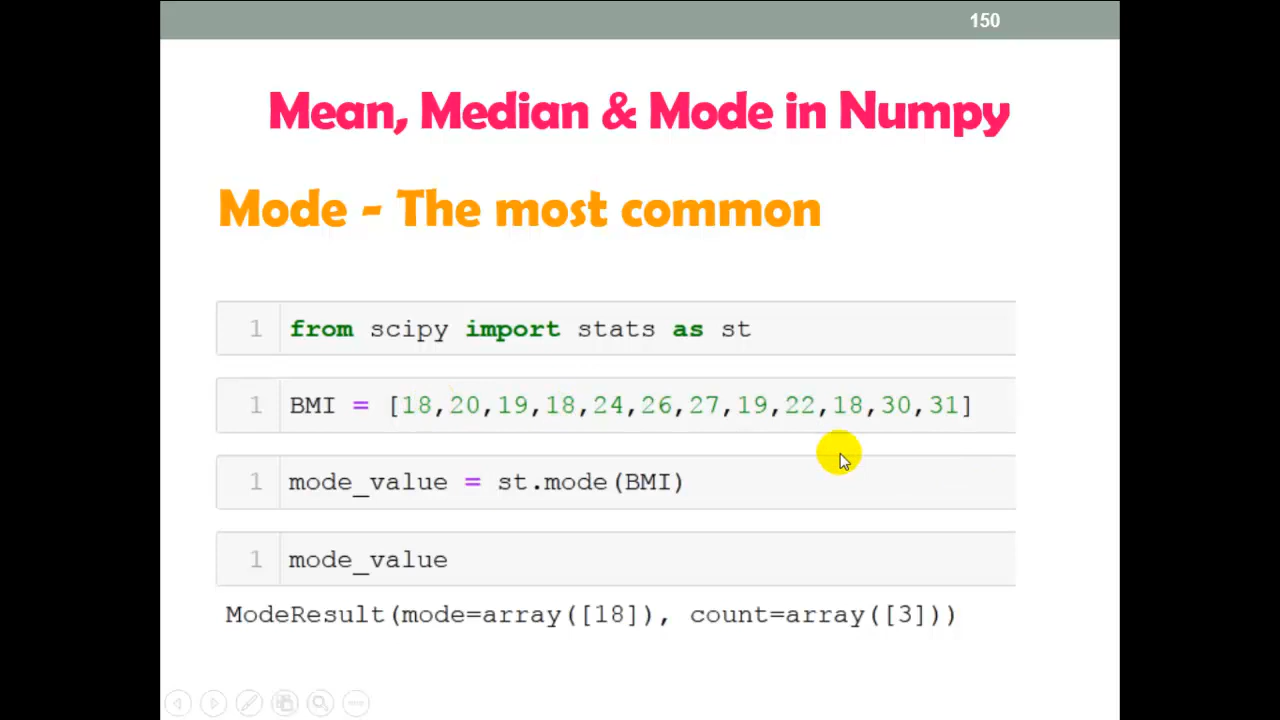 150
Mean, Median & Mode in Numpy
Mode - The most common
1 from scipy import stats as st
1 BMI = [18,20,19,18,24,26,27,19,22,18,30,31]
1 mode_value = st.mode(BMI)
1 mode_value
ModeResult(mode=array([18]), count=array([3]))